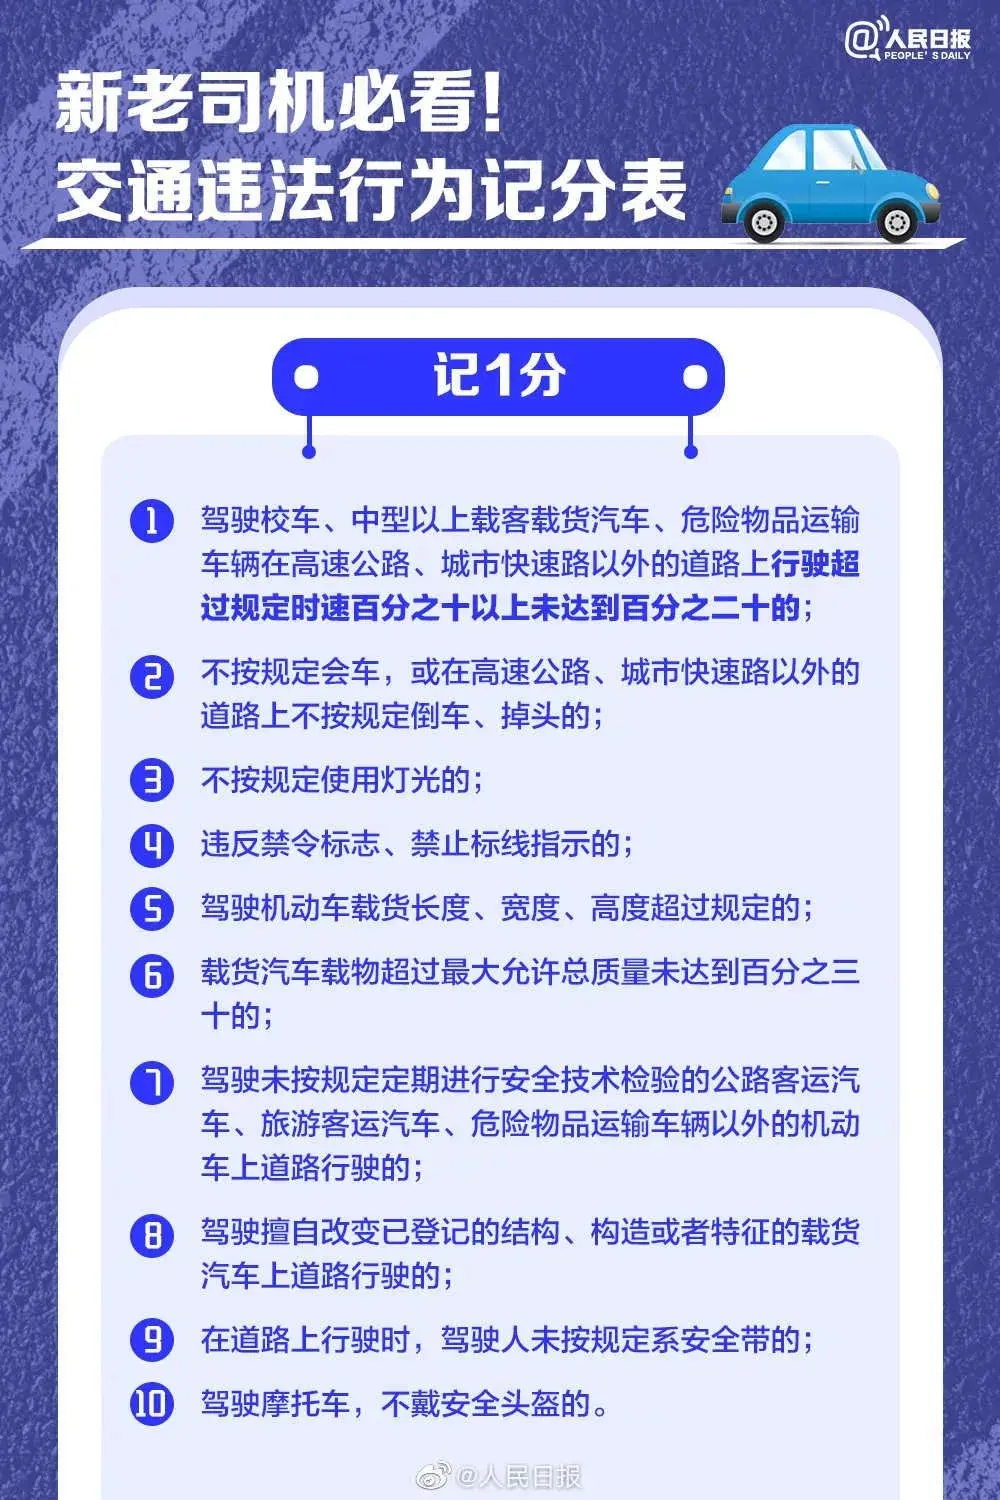 @人民日报
PEOPLE'S DAILY
新老司机必看!
交通违法行为记分表
记1分
1 驾驶校车、中型以上载客载货汽车、危险物品运输
车辆在高速公路、城市快速路以外的道路上行驶超
过规定时速百分之十以上未达到百分之二十的;
2 不按规定会车,或在高速公路、城市快速路以外的
道路上不按规定倒车、掉头的;
3 不按规定使用灯光的;
4 违反禁令标志、禁止标线指示的;
5 驾驶机动车载货长度、宽度、高度超过规定的;
6 载货汽车载物超过最大允许总质量未达到百分之三
十的;
7 驾驶未按规定定期进行安全技术检验的公路客运汽
车、旅游客运汽车、危险物品运输车辆以外的机动
车上道路行驶的;
8 驾驶擅自改变已登记的结构、构造或者特征的载货
汽车上道路行驶的;
9 在道路上行驶时,驾驶人未按规定系安全带的;
10 驾驶摩托车,不戴安全头盔的。
@人民日报